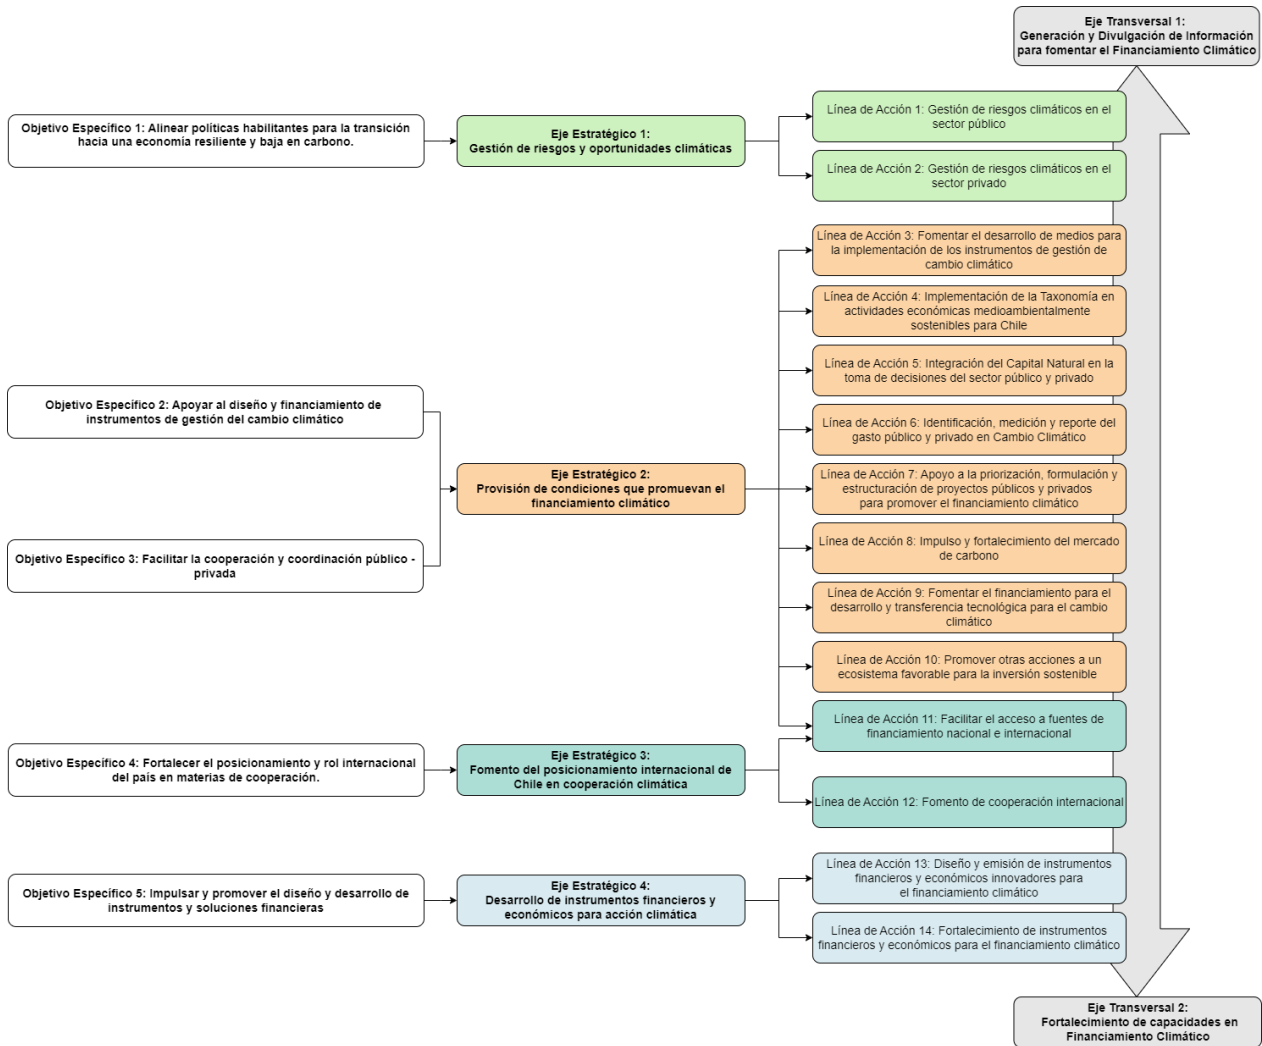 Eje Transversal 1:
Generación y Divulgación de Información
para fomentar el Financiamiento Climático
Objetivo Específico 1: Alinear políticas habilitantes para la transición
hacia una economía resiliente y baja en carbono.
Eje Estratégico 1:
Gestión de riesgos y oportunidades climáticas
Línea de Acción 1: Gestión de riesgos climáticos en el
sector público
Línea de Acción 2: Gestión de riesgos climáticos en el
sector privado
Objetivo Específico 2: Apoyar al diseño y financiamiento de
instrumentos de gestión del cambio climático
Objetivo Específico 3: Facilitar la cooperación y coordinación público -
privada
Eje Estratégico 2:
Provisión de condiciones que promuevan el
financiamiento climático
Línea de Acción 3: Fomentar el desarrollo de medios para
la implementación de los instrumentos de gestión de
cambio climático
Línea de Acción 4: Implementación de la Taxonomía en
actividades económicas medioambientalmente
sostenibles para Chile
Línea de Acción 5: Integración del Capital Natural en la
toma de decisiones del sector público y privado
Línea de Acción 6: Identificación, medición y reporte del
gasto público y privado en Cambio Climático
Línea de Acción 7: Apoyo a la priorización, formulación y
estructuración de proyectos públicos y privados
para promover el financiamiento climático
Línea de Acción 8: Impulso y fortalecimiento del mercado
de carbono
Línea de Acción 9: Fomentar el financiamiento para el
desarrollo y transferencia tecnológica para el cambio
climático
Línea de Acción 10: Promover otras acciones a un
ecosistema favorable para la inversión sostenible
Objetivo Específico 4: Fortalecer el posicionamiento y rol internacional
del país en materias de cooperación.
Eje Estratégico 3:
Fomento del posicionamiento internacional de
Chile en cooperación climática
Línea de Acción 11: Facilitar el acceso a fuentes de
financiamiento nacional e internacional
Línea de Acción 12: Fomento de cooperación internacional
Objetivo Específico 5: Impulsar y promover el diseño y desarrollo de
instrumentos y soluciones financieras
Eje Estratégico 4:
Desarrollo de instrumentos financieros y
económicos para acción climática
Línea de Acción 13: Diseño y emisión de instrumentos
financieros y económicos innovadores para
el financiamiento climático
Línea de Acción 14: Fortalecimiento de instrumentos
financieros y económicos para el financiamiento climático
Eje Transversal 2:
Fortalecimiento de capacidades en
Financiamiento Climático